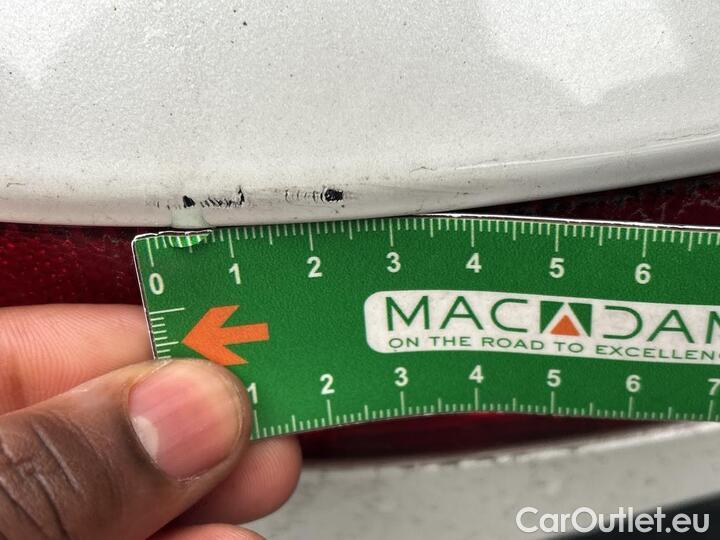 0 1 2 3 4 5 6
MACADAM
ON THE ROAD TO EXCELLENC
1 2 3 4 5 6 7
CarOutlet.eu